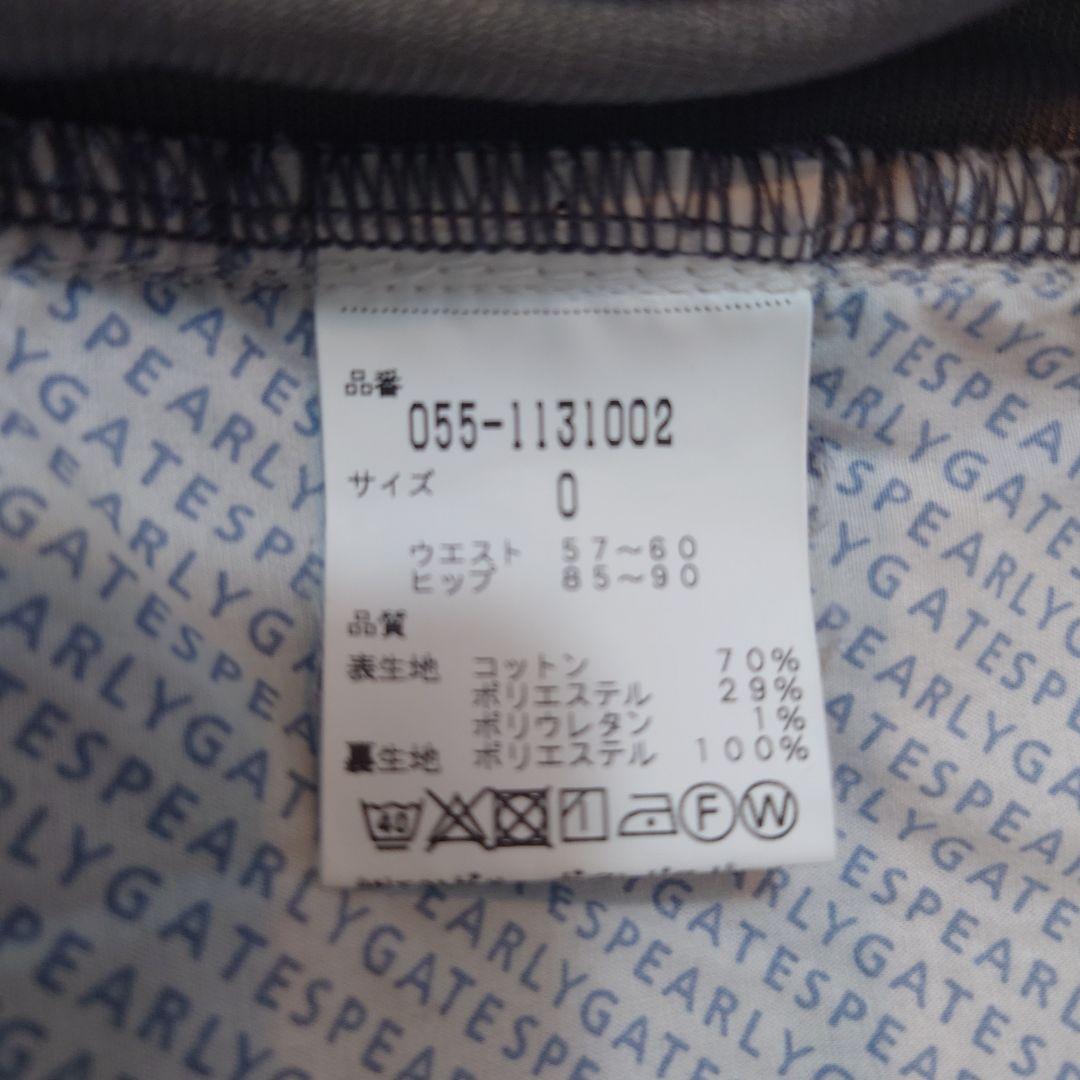 品番
055-1131002
サイズ 0
ウエスト 57～60
ヒップ 85～90
品質
表生地 コットン 70%
ポリエステル 29%
ポリウレタン 1%
裏生地 ポリエステル 100%
40 F W
PEARLYGATES